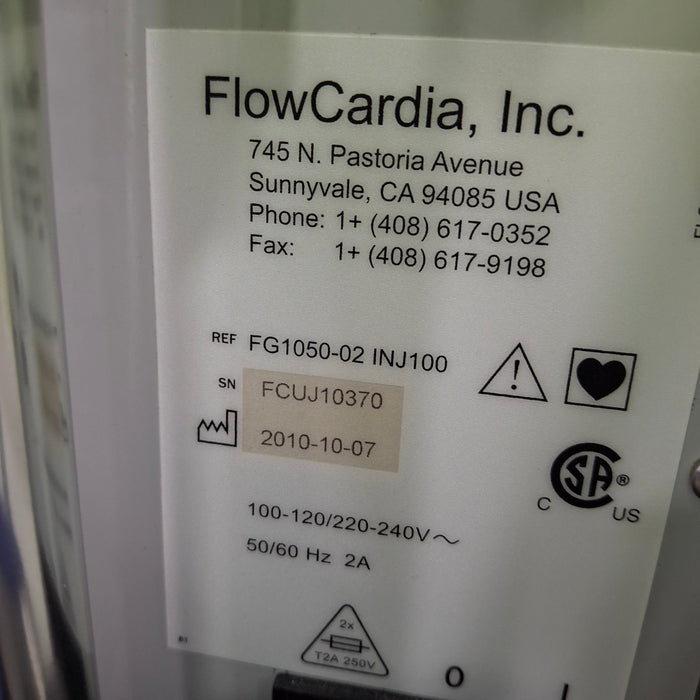 FlowCardia, Inc.
745 N. Pastoria Avenue
Sunnyvale, CA 94085 USA
Phone: 1+ (408) 617-0352
Fax: 1+ (408) 617-9198
REF FG1050-02 INJ100
SN FCUJ10370
2010-10-07
CSA®
C US
100-120/220-240V~
50/60 Hz 2A
2x
T2A 250V
O I